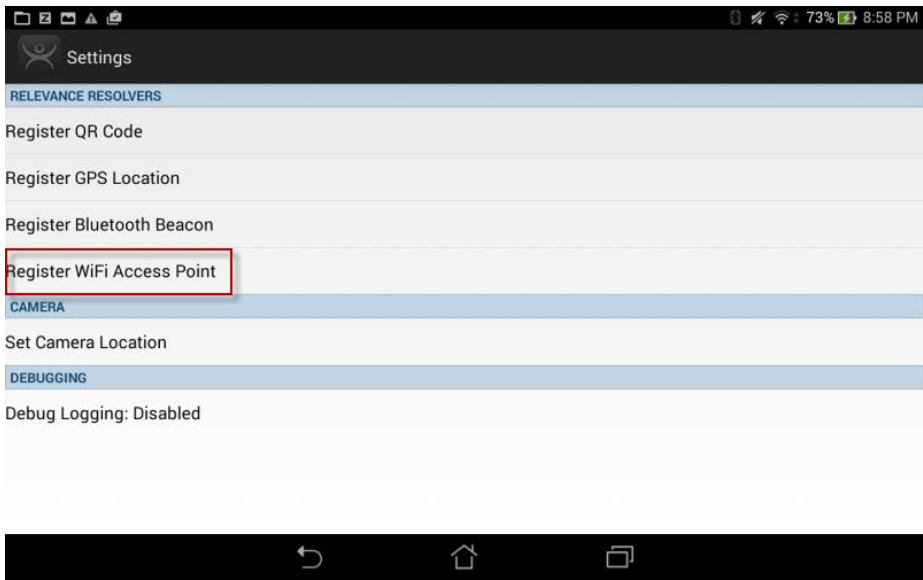 73% 8:58 PM
Settings
RELEVANCE RESOLVERS
Register QR Code
Register GPS Location
Register Bluetooth Beacon
Register WiFi Access Point
CAMERA
Set Camera Location
DEBUGGING
Debug Logging: Disabled